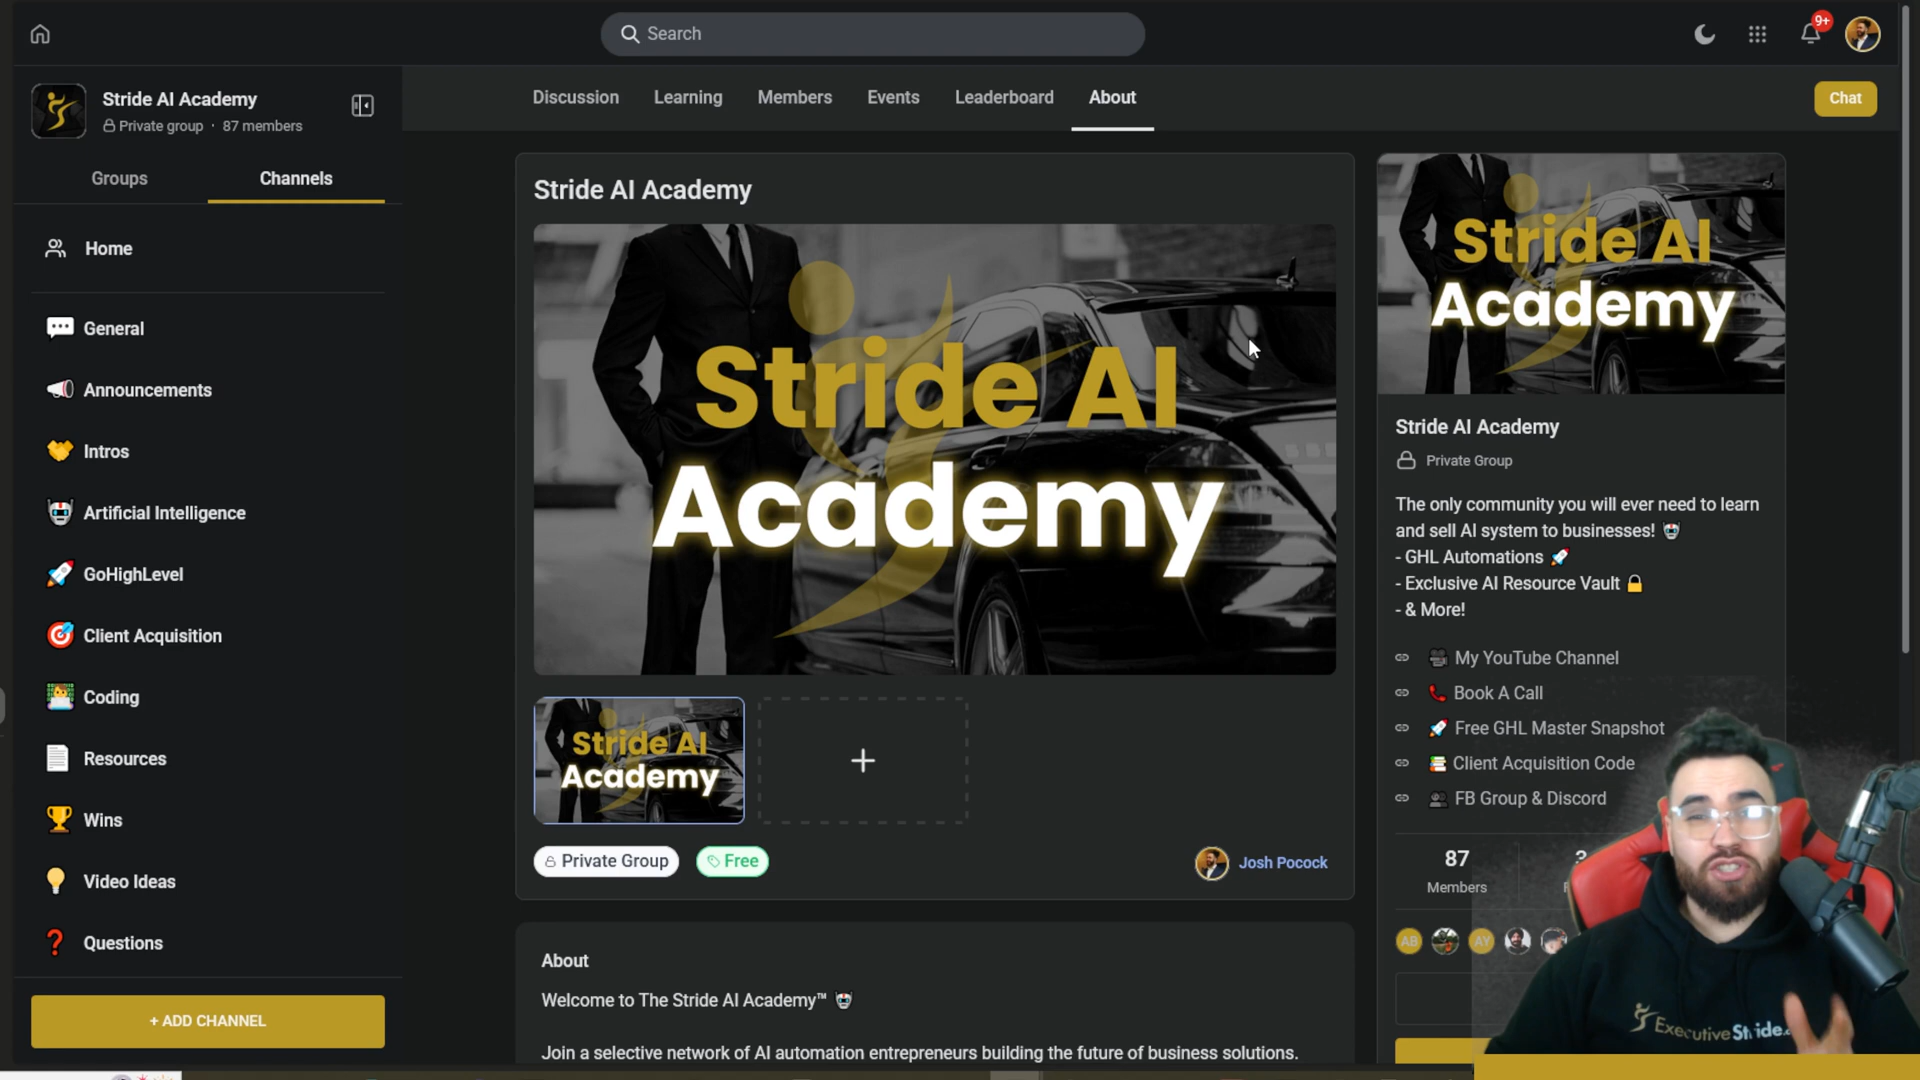 Search
9+
Stride AI Academy
Private group · 87 members
Groups
Channels
Home
General
Announcements
Intros
Artificial Intelligence
GoHighLevel
Client Acquisition
Coding
Resources
Wins
Video Ideas
Questions
+ ADD CHANNEL
Discussion
Learning
Members
Events
Leaderboard
About
Chat
Stride AI Academy
Stride AI
Academy
Stride AI
Academy
+
Private Group
Free
Josh Pocock
About
Welcome to The Stride AI Academy™
Join a selective network of AI automation entrepreneurs building the future of business solutions.
Stride AI
Academy
Stride AI Academy
Private Group
The only community you will ever need to learn
and sell AI system to businesses!
- GHL Automations
- Exclusive AI Resource Vault
- & More!
My YouTube Channel
Book A Call
Free GHL Master Snapshot
Client Acquisition Code
FB Group & Discord
87
Members
AB
AY